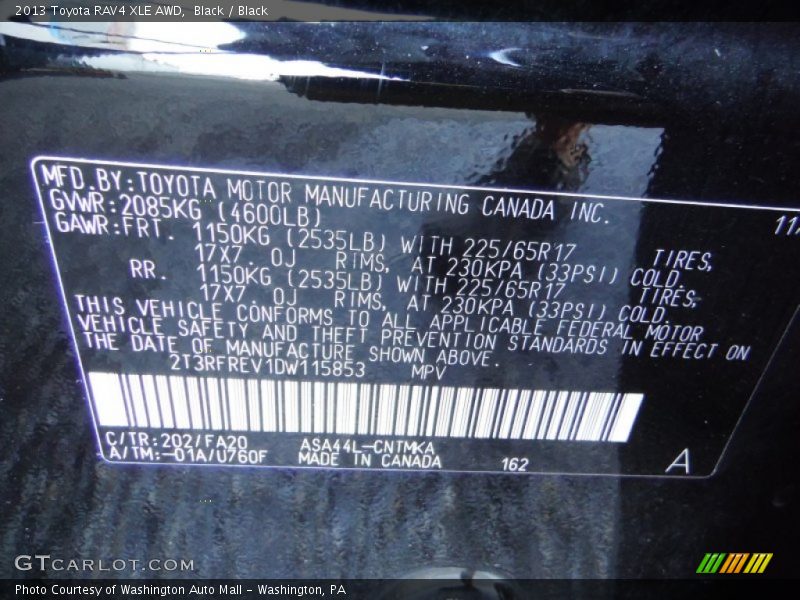 2013 Toyota RAV4 XLE AWD,  Black / Black
MFD.BY:TOYOTA MOTOR MANUFACTURING CANADA INC.
GVWR:2085KG (4600LB)
GAWR:FRT. 1150KG (2535LB) WITH 225/65R17 TIRES,
17X7.0J RIMS, AT 230KPA (33PSI) COLD.
RR. 1150KG (2535LB) WITH 225/65R17 TIRES,
17X7.0J RIMS, AT 230KPA (33PSI) COLD.
THIS VEHICLE CONFORMS TO ALL APPLICABLE FEDERAL MOTOR
VEHICLE SAFETY AND THEFT PREVENTION STANDARDS IN EFFECT ON
THE DATE OF MANUFACTURE SHOWN ABOVE.
2T3RFREV1DW115853 MPV
C/TR:202/FA20 ASA44L-CNTMKA
A/TM:-01A/U760F MADE IN CANADA 162 A
GTcarlot.com
Photo Courtesy of Washington Auto Mall - Washington, PA